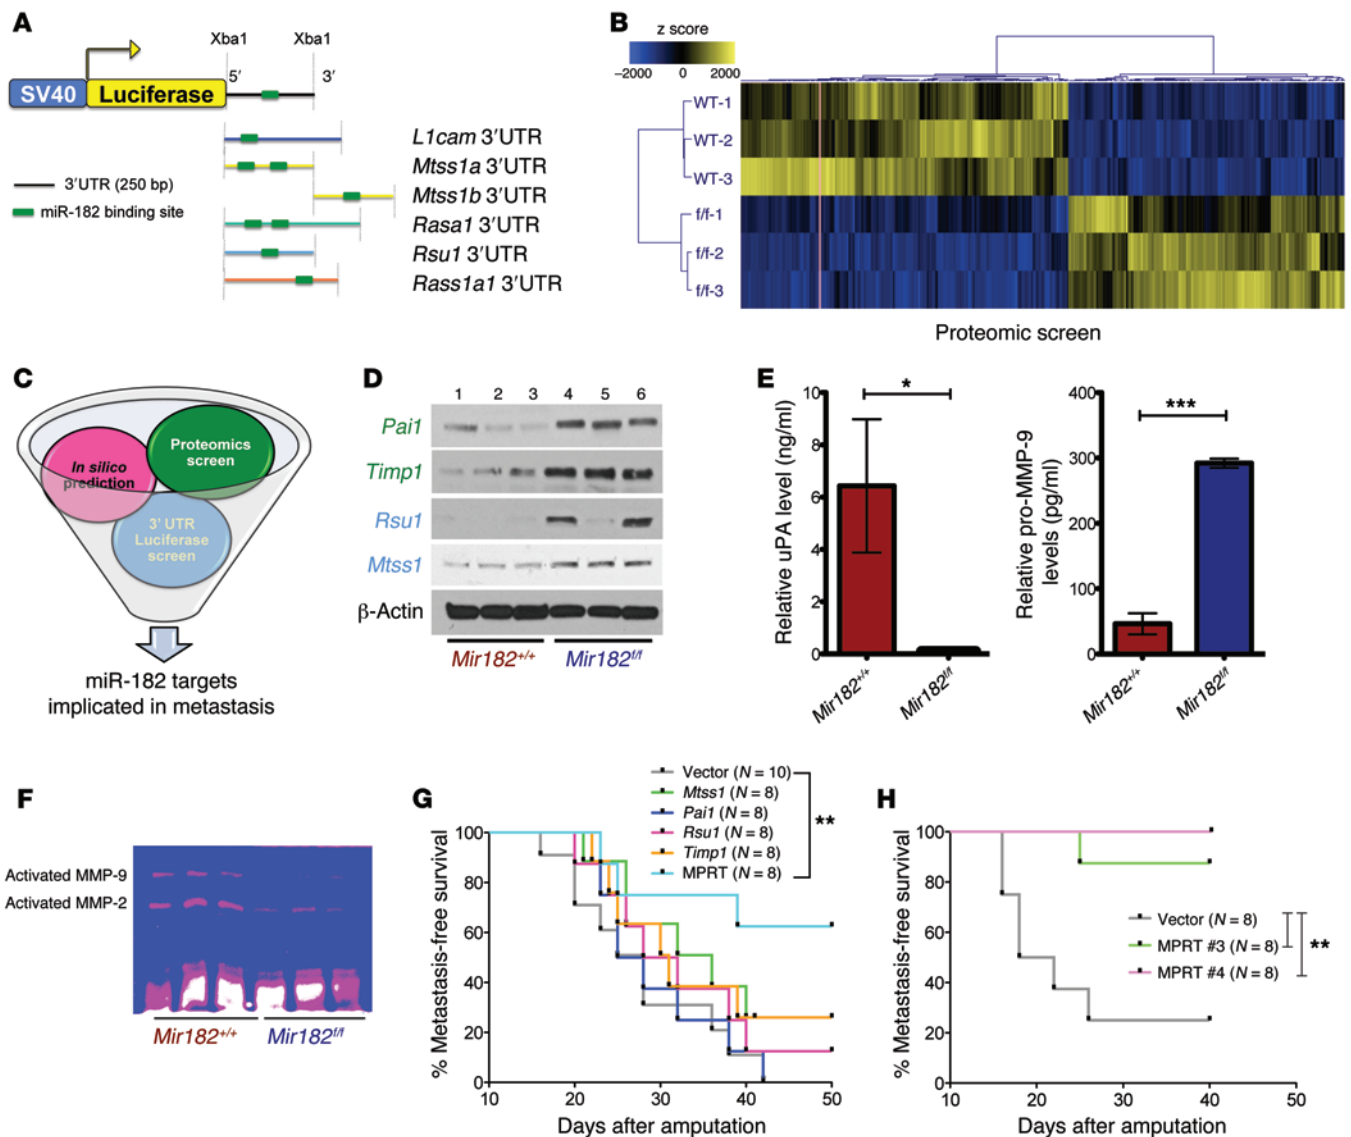 A
Xba1 Xba1
5′ 3′
SV40 Luciferase
L1cam 3′UTR
Mtss1a 3′UTR
Mtss1b 3′UTR
Rasa1 3′UTR
Rsu1 3′UTR
Rass1a1 3′UTR
3′UTR (250 bp)
miR-182 binding site
B
z score
–2000 0 2000
WT-1
WT-2
WT-3
f/f-1
f/f-2
f/f-3
Proteomic screen
C
In silico
prediction
Proteomics
screen
3′ UTR
Luciferase
screen
miR-182 targets
implicated in metastasis
D
1 2 3 4 5 6
Pai1
Timp1
Rsu1
Mtss1
β-Actin
Mir182+/+ Mir182f/f
E
Relative uPA level (ng/ml)
10
8
6
4
2
0
*
Mir182+/+ Mir182f/f
Relative pro-MMP-9
levels (pg/ml)
400
300
200
100
0
***
Mir182+/+ Mir182f/f
F
Activated MMP-9
Activated MMP-2
Mir182+/+ Mir182f/f
G
Vector (N = 10)
Mtss1 (N = 8)
Pai1 (N = 8)
Rsu1 (N = 8)
Timp1 (N = 8)
MPRT (N = 8)
**
% Metastasis-free survival
100
80
60
40
20
0
10 20 30 40 50
Days after amputation
H
% Metastasis-free survival
100
80
60
40
20
0
Vector (N = 8)
MPRT #3 (N = 8)
MPRT #4 (N = 8)
**
10 20 30 40 50
Days after amputation